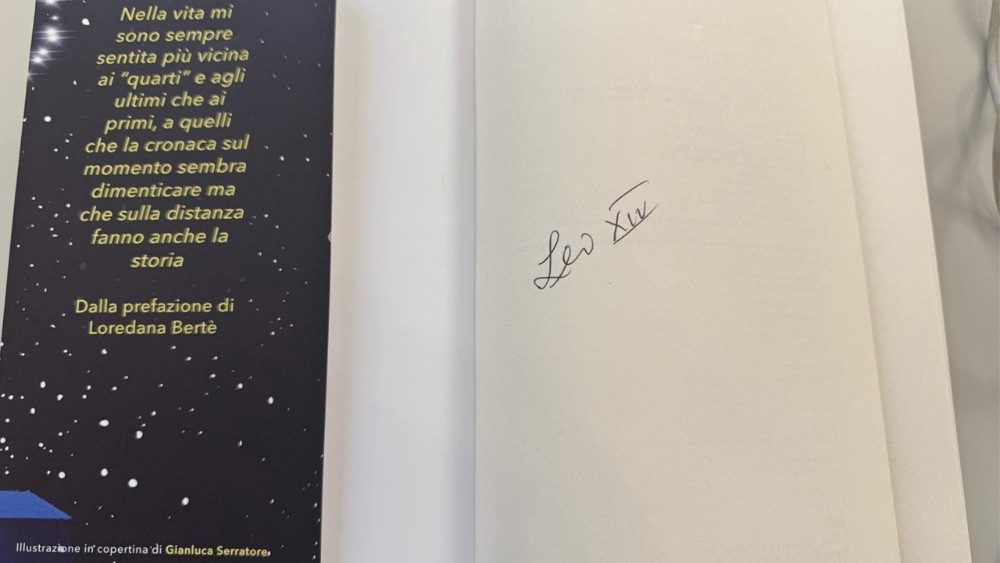 Nella vita mi
sono sempre
sentita più vicina
ai "quarti" e agli
ultimi che ai
primi, a quelli
che la cronaca sul
momento sembra
dimenticare ma
che sulla distanza
fanno anche la
storia
Dalla prefazione di
Loredana Bertè
Illustrazione in copertina di Gianluca Serratore.
Leo XIV